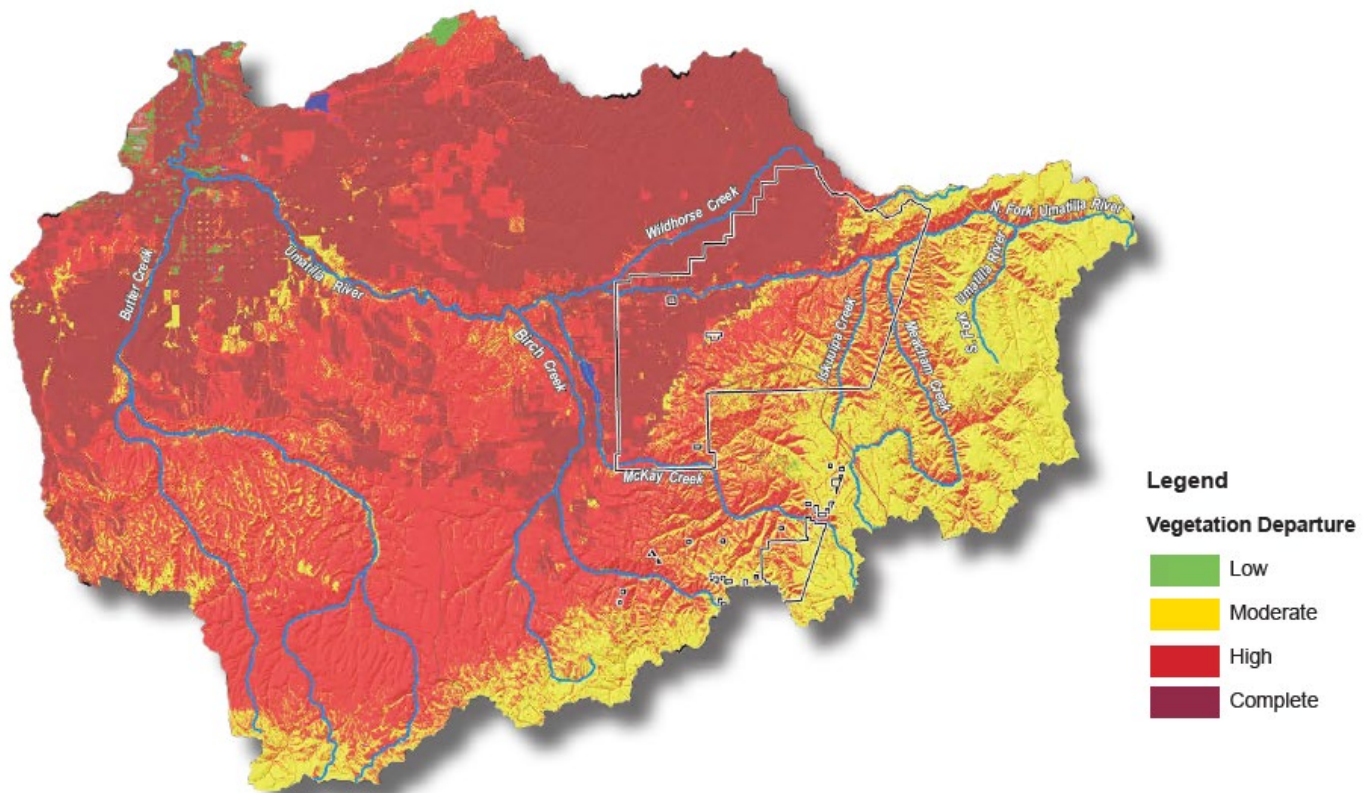 Wildhorse Creek
N. Fork Umatilla River
Umatilla River
S. Fork
Butter Creek
Umatilla River
Birch Creek
Iskuulpa Creek
Meacham Creek
McKay Creek
Legend
Vegetation Departure
Low
Moderate
High
Complete